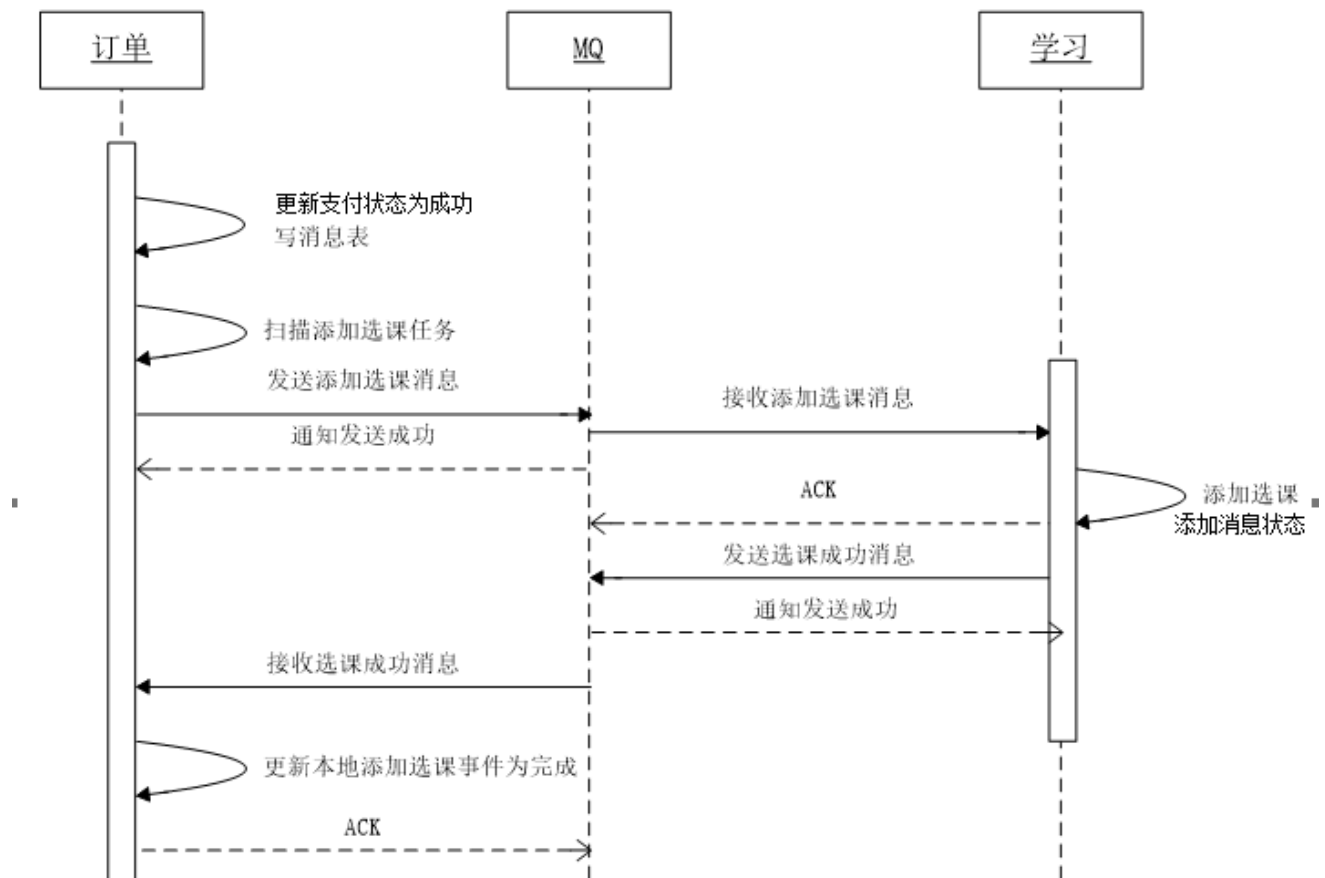 订单
MQ
学习
更新支付状态为成功
写消息表
扫描添加选课任务
发送添加选课消息
接收添加选课消息
通知发送成功
ACK
添加选课
添加消息状态
发送选课成功消息
通知发送成功
接收选课成功消息
更新本地添加选课事件为完成
ACK